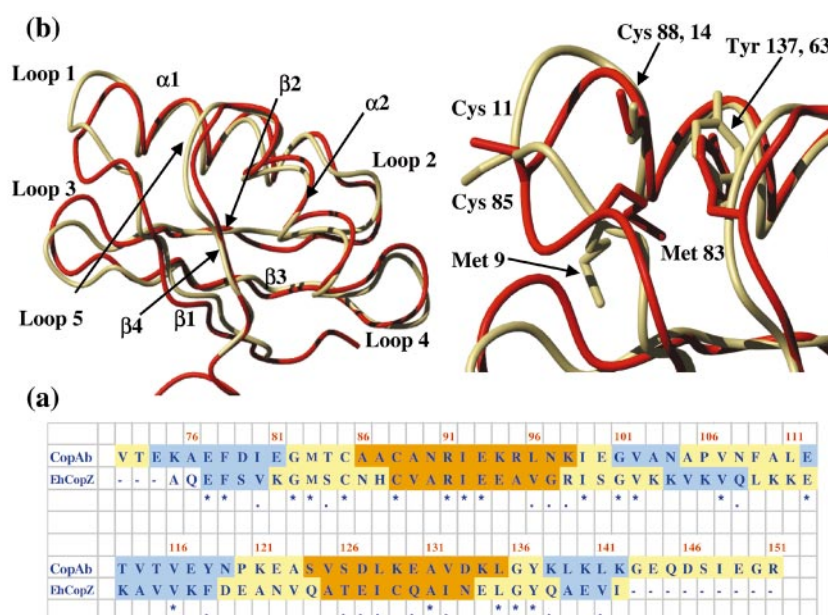 (b)
Loop 1
α1
β2
α2
Loop 2
Loop 3
Loop 5
β4
β1
β3
Loop 4
Cys 88, 14
Tyr 137, 63
Cys 11
Cys 85
Met 9
Met 83
(a)
76 81 86 91 96 101 106 111
CopAb V T E K A E F D I E G M T C A A C A N R I E K R L N K I E G V A N A P V N F A L E
EhCopZ - - - A Q E F S V K G M S C N H C V A R I E E A V G R I S G V K K V K V Q L K K E
* * . * * . * * * * * . . . * * * . *
116 121 126 131 136 141 146 151
CopAb T V T V E Y N P K E A S V S D L K E A V D K L G Y K L K L K G E Q D S I E G R
EhCopZ K A V V K F D E A N V Q A T E I C Q A I N E L G Y Q A E V I - - - - - - - - -